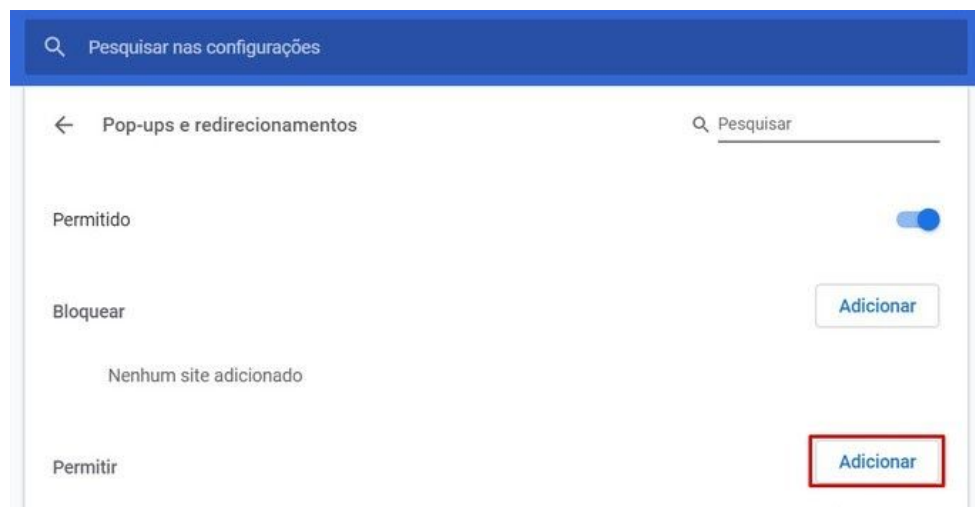 Pesquisar nas configurações
Pop-ups e redirecionamentos
Pesquisar
Permitido
Bloquear
Adicionar
Nenhum site adicionado
Permitir
Adicionar